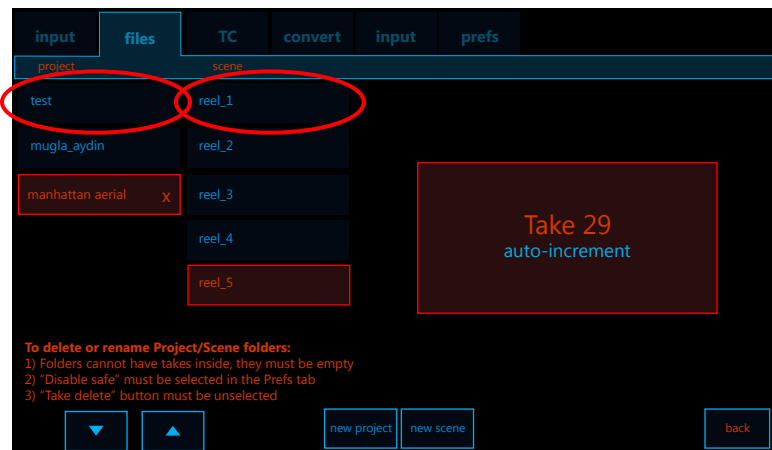 input files TC convert input prefs
project scene
test reel_1
mugla_aydin reel_2
manhattan aerial x reel_3
reel_4
reel_5
Take 29
auto-increment
To delete or rename Project/Scene folders:
1) Folders cannot have takes inside, they must be empty
2) “Disable safe” must be selected in the Prefs tab
3) “Take delete” button must be unselected
new project new scene back